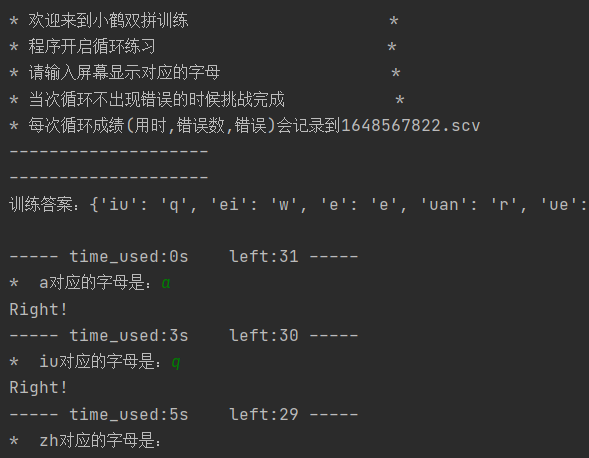 * 欢迎来到小鹤双拼训练 *
* 程序开启循环练习 *
* 请输入屏幕显示对应的字母 *
* 当次循环不出现错误的时候挑战完成 *
* 每次循环成绩(用时,错误数,错误)会记录到1648567822.scv
--------------------
--------------------
训练答案：{'iu': 'q', 'ei': 'w', 'e': 'e', 'uan': 'r', 'ue':
----- time_used:0s    left:31 -----
*  a对应的字母是：a
Right!
----- time_used:3s    left:30 -----
*  iu对应的字母是：q
Right!
----- time_used:5s    left:29 -----
*  zh对应的字母是：